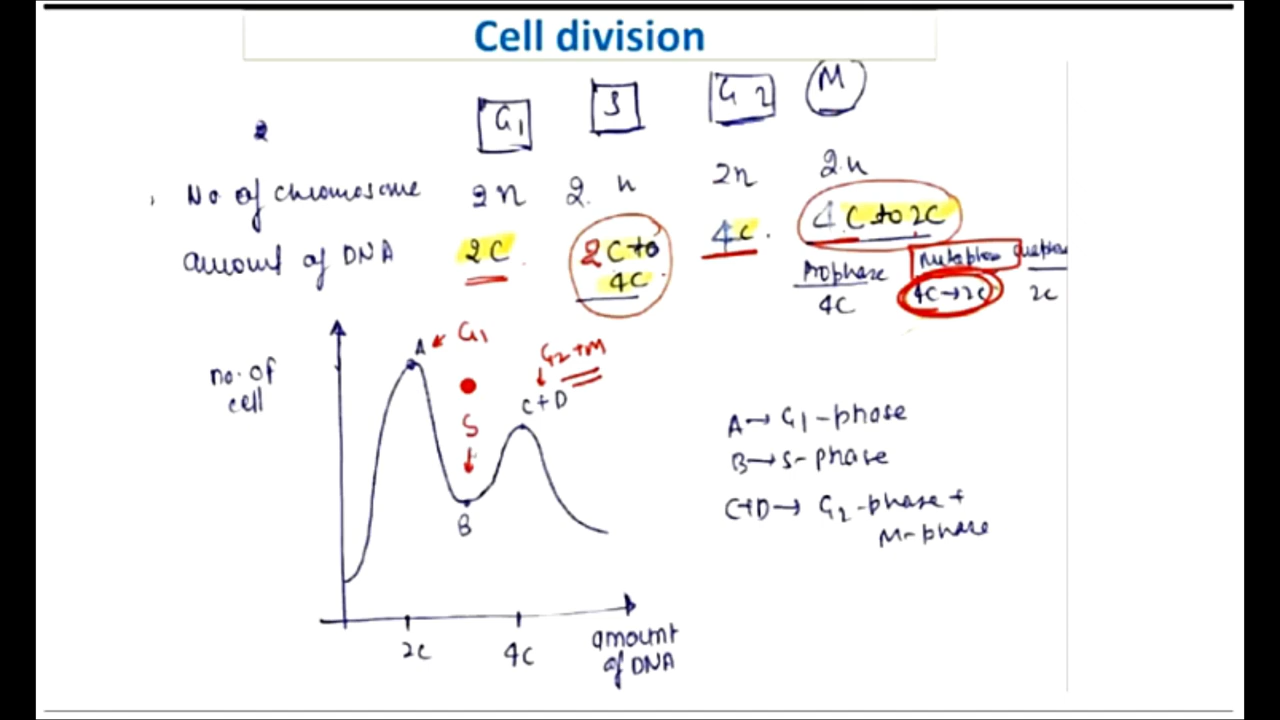 Cell division
G1 S G2 M
No of chromosome 2n 2n 2n 2n
amount of DNA 2C 2C to 4C 4C 4C to 2C
Prophase metaphase
4C 4C→2C 2C
no. of cell
A G1
S
B
G2+M
C+D
2C 4C
amount of DNA
A→G1-phase
B→S-phase
C+D→G2-phase +
M-phase